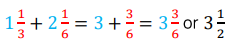 1 1/3 + 2 1/6 = 3 + 3/6 = 3 3/6 or 3 1/2